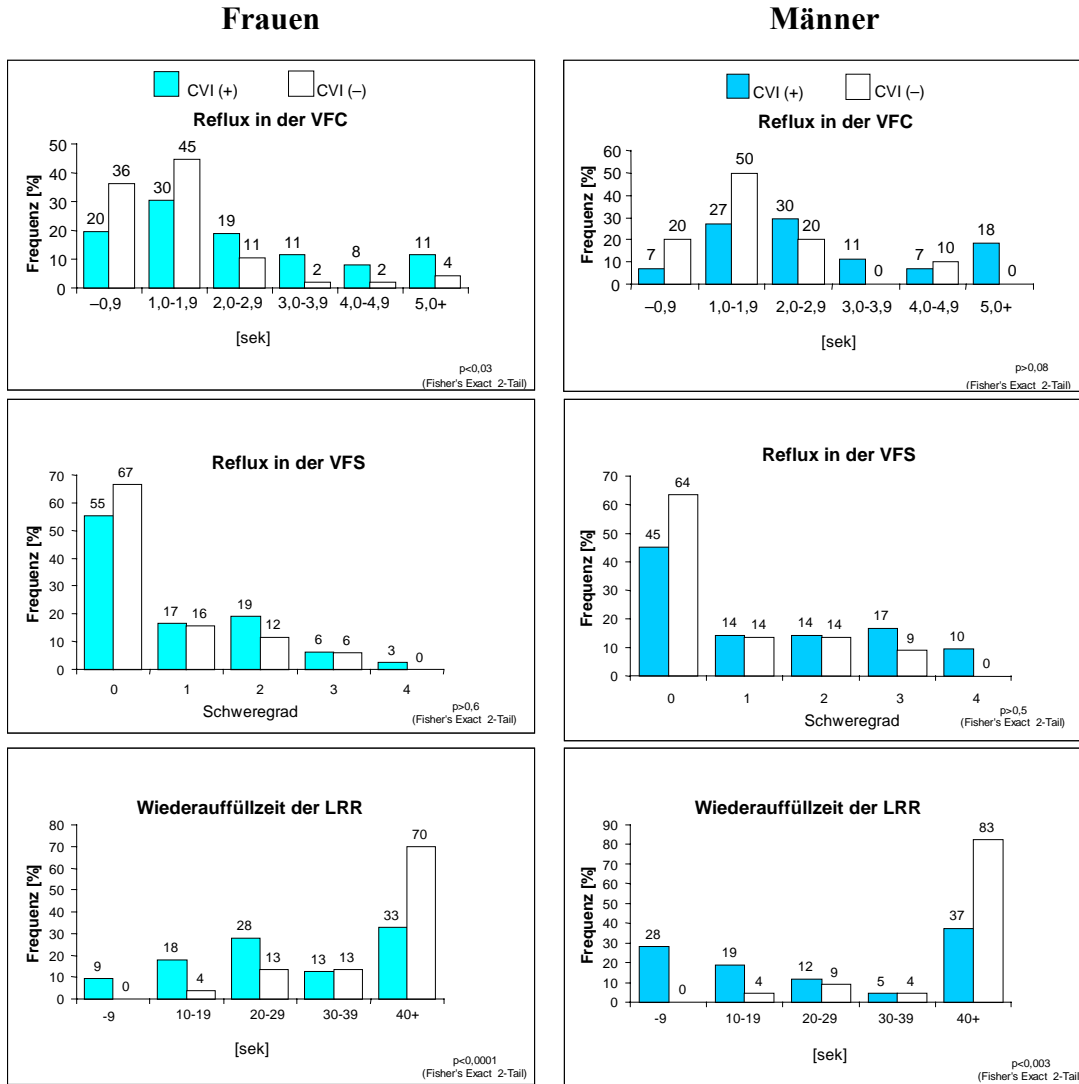 Frauen
CVI (+) CVI (–)
Reflux in der VFC
Frequenz [%]
50
40
30
20
10
0
20 36 30 45 19 11 11 2 8 2 11 4
–0,9 1,0-1,9 2,0-2,9 3,0-3,9 4,0-4,9 5,0+
[sek]
p<0,03
(Fisher's Exact 2-Tail)
Reflux in der VFS
Frequenz [%]
70
60
50
40
30
20
10
0
55 67 17 16 19 12 6 6 3 0
0 1 2 3 4
Schweregrad
p>0,6
(Fisher's Exact 2-Tail)
Wiederauffüllzeit der LRR
Frequenz [%]
80
70
60
50
40
30
20
10
0
9 0 18 4 28 13 13 13 33 70
-9 10-19 20-29 30-39 40+
[sek]
p<0,0001
(Fisher's Exact 2-Tail)
Männer
CVI (+) CVI (–)
Reflux in der VFC
Frequenz [%]
60
50
40
30
20
10
0
7 20 27 50 30 20 11 0 7 10 18 0
–0,9 1,0-1,9 2,0-2,9 3,0-3,9 4,0-4,9 5,0+
[sek]
p>0,08
(Fisher's Exact 2-Tail)
Reflux in der VFS
Frequenz [%]
70
60
50
40
30
20
10
0
45 64 14 14 14 14 17 9 10 0
0 1 2 3 4
Schweregrad
p>0,5
(Fisher's Exact 2-Tail)
Wiederauffüllzeit der LRR
Frequenz [%]
90
80
70
60
50
40
30
20
10
0
28 0 19 4 12 9 5 4 37 83
-9 10-19 20-29 30-39 40+
[sek]
p<0,003
(Fisher's Exact 2-Tail)